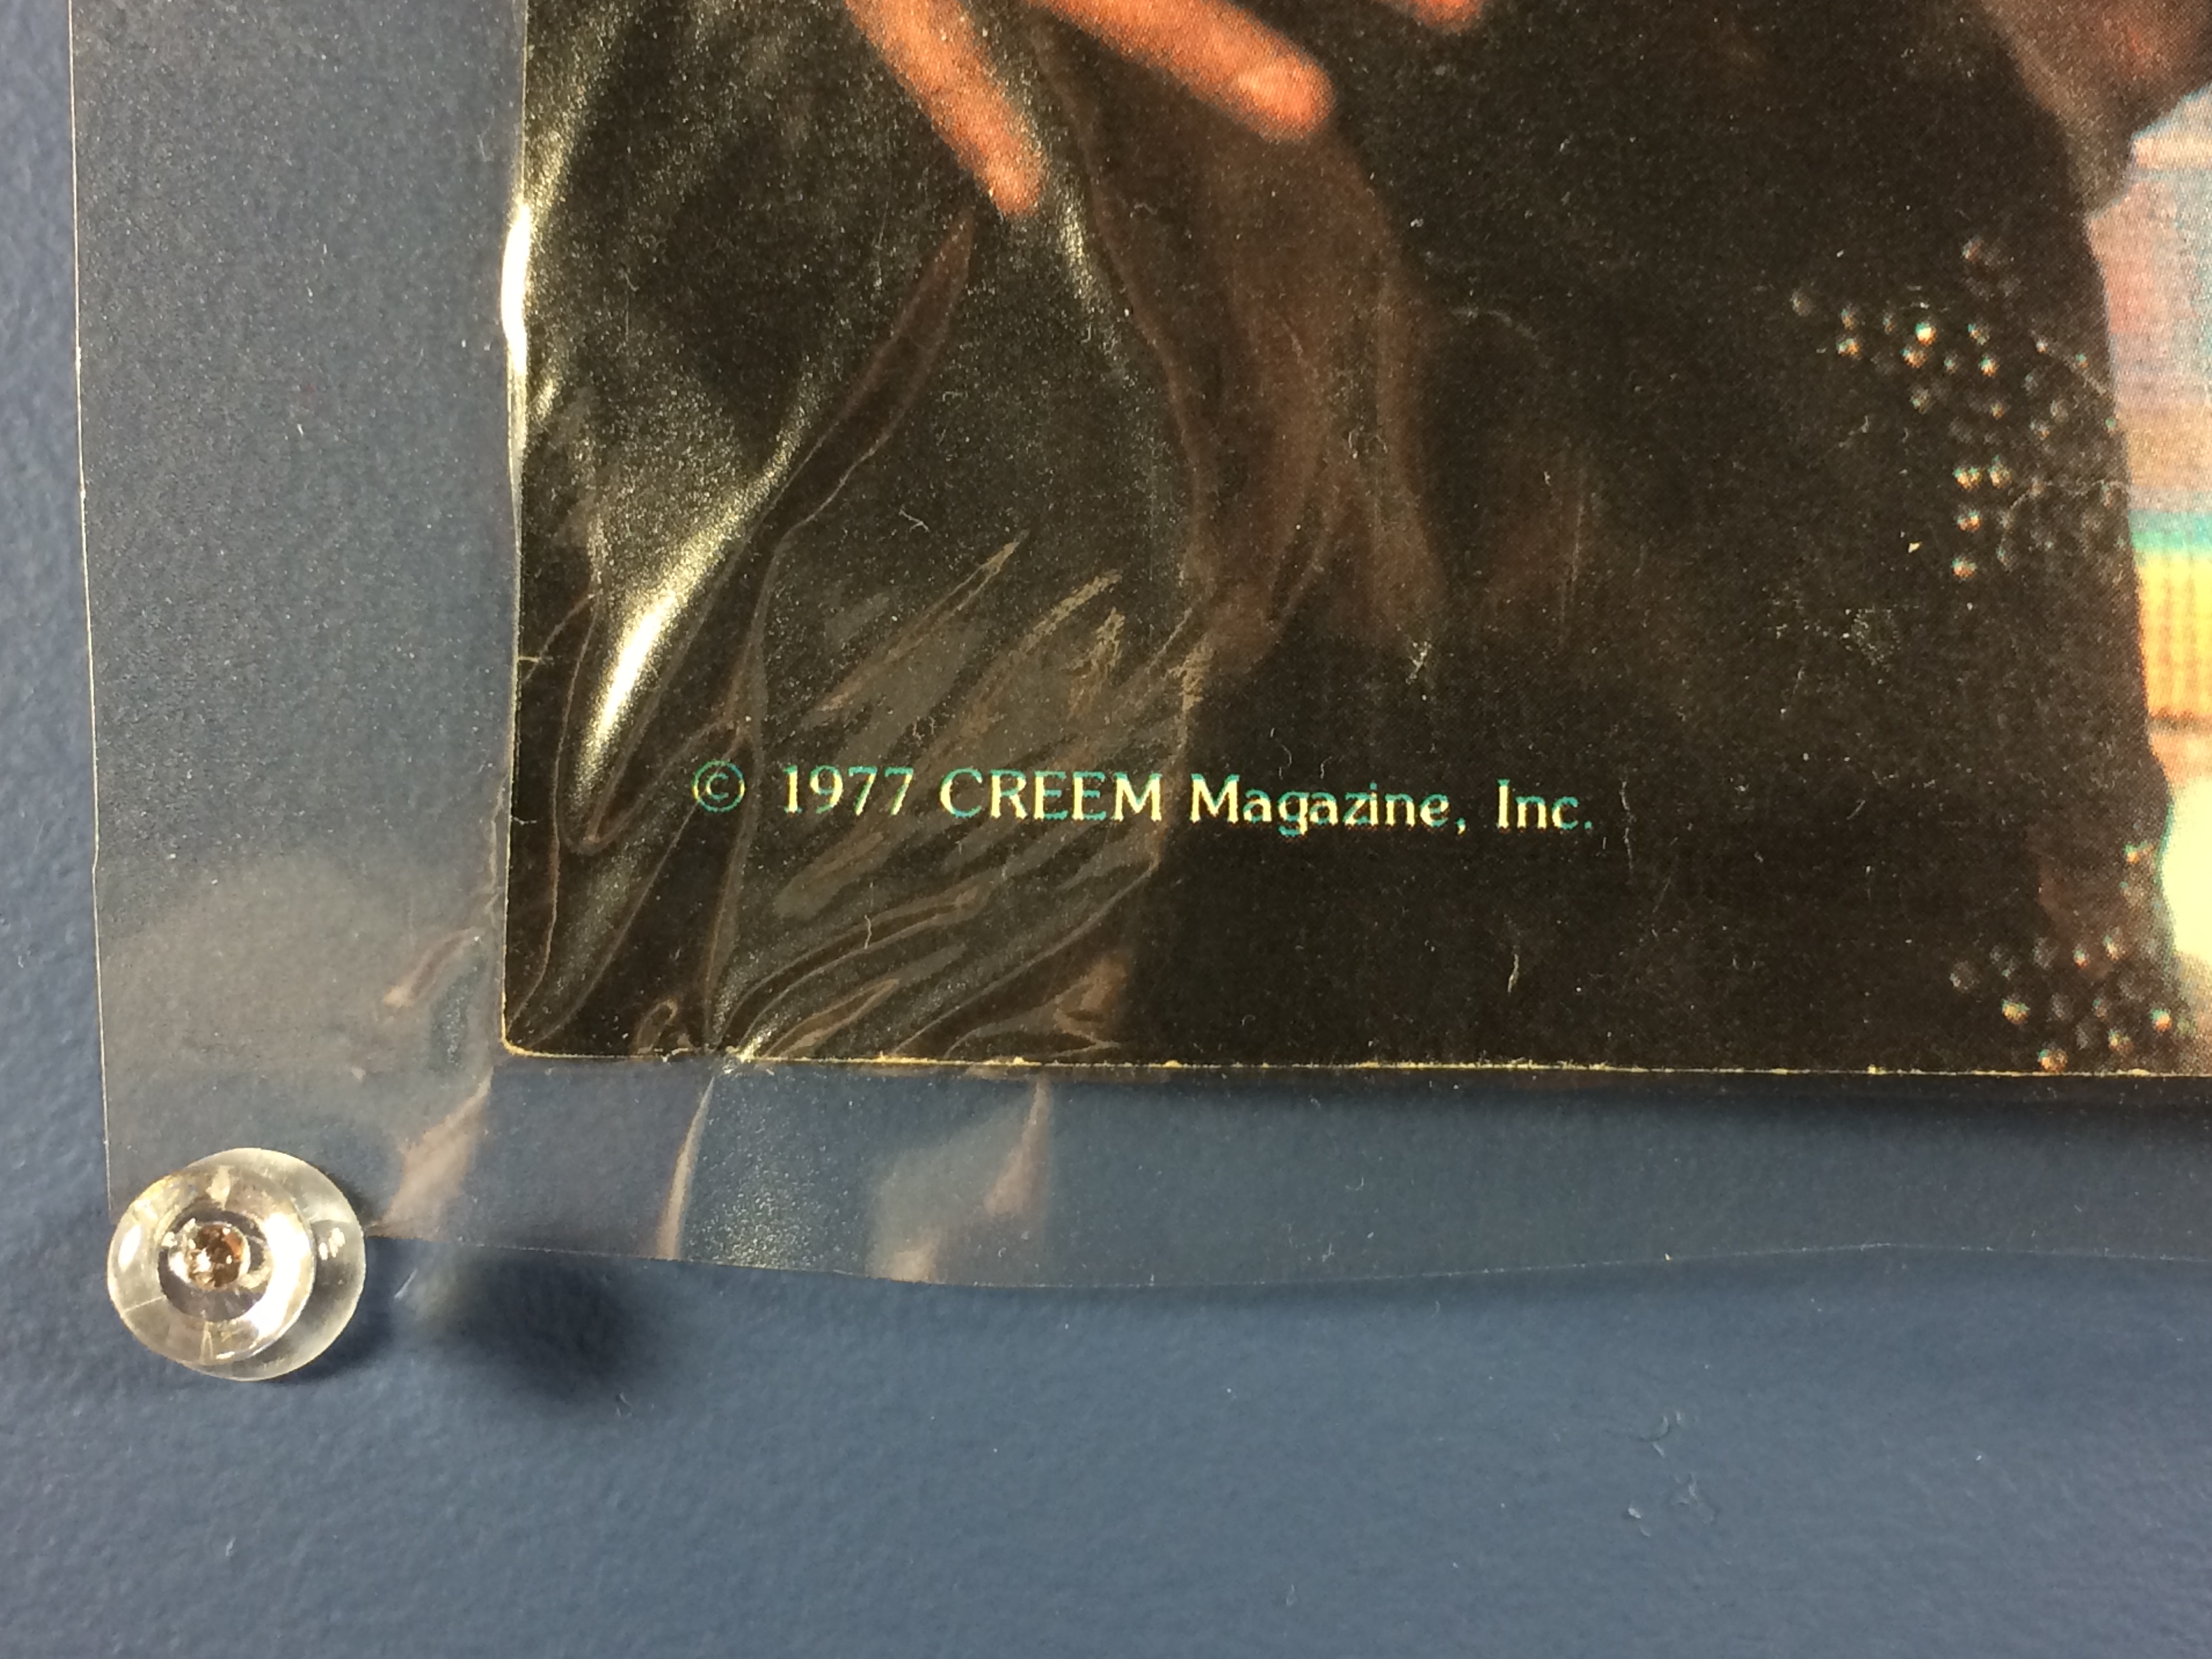 © 1977 CREEM Magazine, Inc.